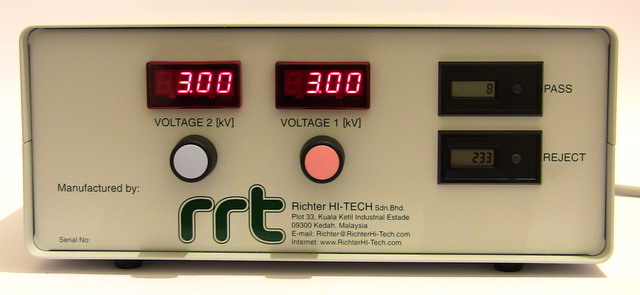 3.00
3.00
VOLTAGE 2 [kV]
VOLTAGE 1 [kV]
8
PASS
233
REJECT
Manufactured by:
rrt
Richter HI-TECH Sdn.Bhd.
Plot 33, Kuala Ketil Industrial Estade
09300 Kedah, Malaysia
E-mail: Richter@RichterHi-Tech.com
Internet: www.RichterHI-Tech.com
Serial No: